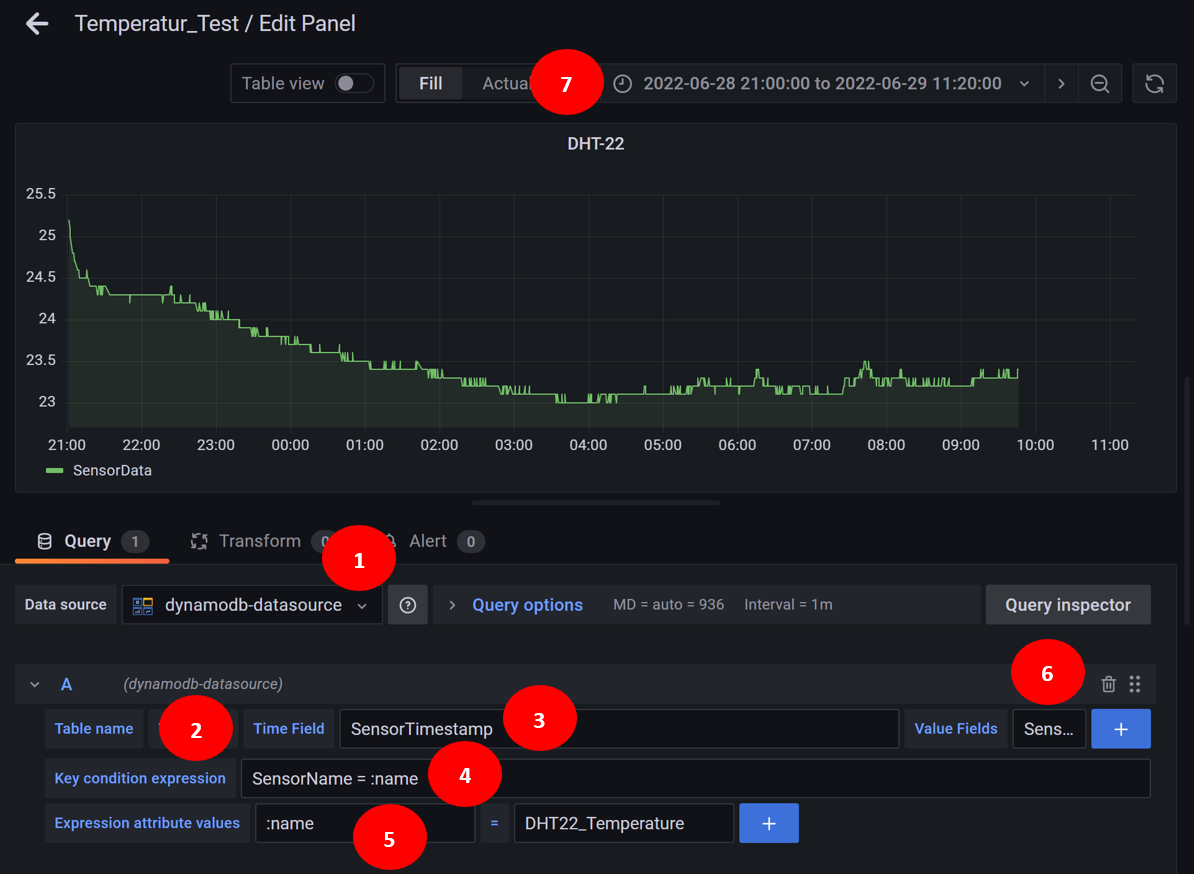 Temperatur_Test / Edit Panel
Table view Fill 7 2022-06-28 21:00:00 to 2022-06-29 11:20:00
DHT-22
25.5
25
24.5
24
23.5
23
21:00 22:00 23:00 00:00 01:00 02:00 03:00 04:00 05:00 06:00 07:00 08:00 09:00 10:00 11:00
SensorData
Query 1 Transform Alert 0
1
Data source dynamodb-datasource ? Query options MD = auto = 936 Interval = 1m Query inspector
A (dynamodb-datasource) 6
Table name 2 Time Field SensorTimestamp 3 Value Fields Sens... +
Key condition expression SensorName = :name 4
Expression attribute values :name 5 = DHT22_Temperature +